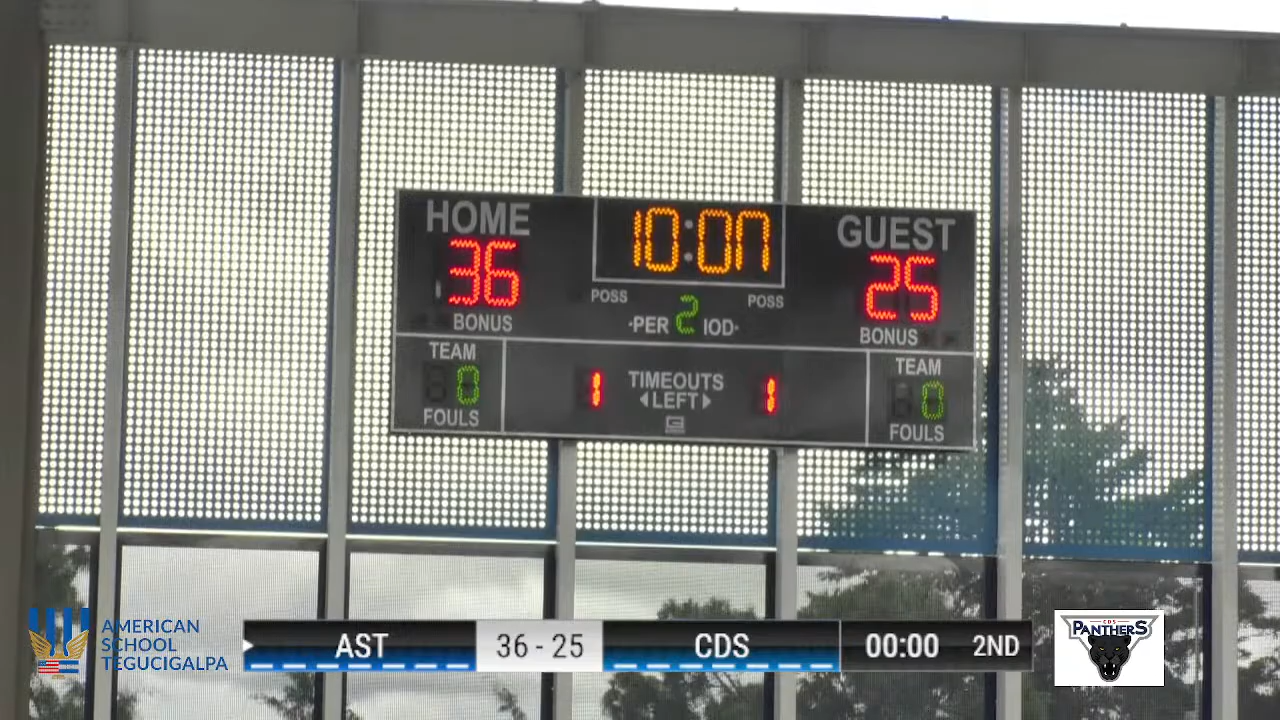 HOME
10:0
GUEST
36
25
POSS
POSS
BONUS
·PER 2 IOD·
BONUS
TEAM
TEAM
0
1
TIMEOUTS
1
0
◀LEFT▶
FOULS
FOULS
AMERICAN
SCHOOL
TEGUCIGALPA
AST
36 - 25
CDS
00:00
2ND
CDS
PANTHERS